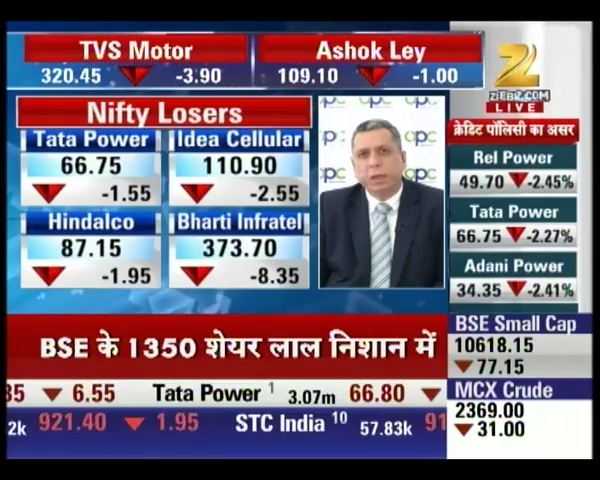 TVS Motor
320.45 -3.90
Ashok Ley
109.10 -1.00
ZEEBIZ.COM
LIVE
Nifty Losers
Tata Power
66.75
-1.55
Idea Cellular
110.90
-2.55
Hindalco
87.15
-1.95
Bharti Infratel
373.70
-8.35
क्रेडिट पॉलिसी का असर
Rel Power
49.70 -2.45%
Tata Power
66.75 -2.27%
Adani Power
34.35 -2.41%
BSE के 1350 शेयर लाल निशान में
BSE Small Cap
10618.15
77.15
MCX Crude
2369.00
31.00
35 6.55 Tata Power 1 3.07m 66.80
2k 921.40 1.95 STC India 10 57.83k 91